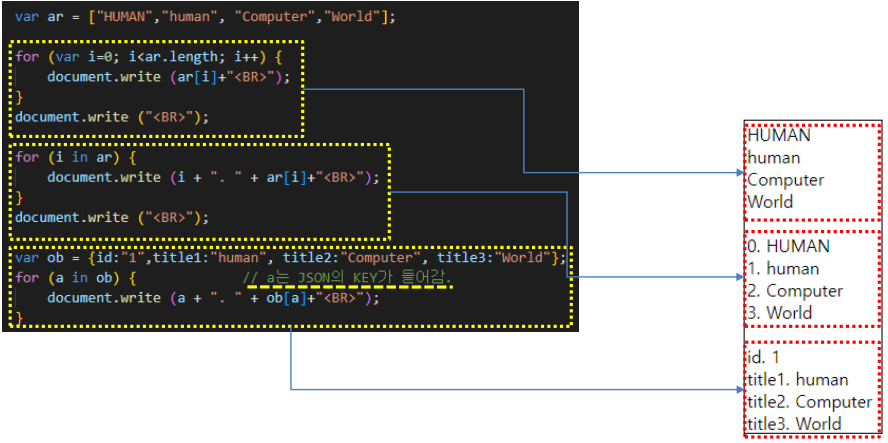 var ar = ["HUMAN","human", "Computer","World"];
for (var i=0; i<ar.length; i++) {
document.write (ar[i]+"<BR>");
}
document.write ("<BR>");
for (i in ar) {
document.write (i + ". " + ar[i]+"<BR>");
}
document.write ("<BR>");
var ob = {id:"1",title1:"human", title2:"Computer", title3:"World"};
for (a in ob) { // a는 JSON의 KEY가 들어감.
document.write (a + ". " + ob[a]+"<BR>");
}
HUMAN
human
Computer
World
0. HUMAN
1. human
2. Computer
3. World
id. 1
title1. human
title2. Computer
title3. World